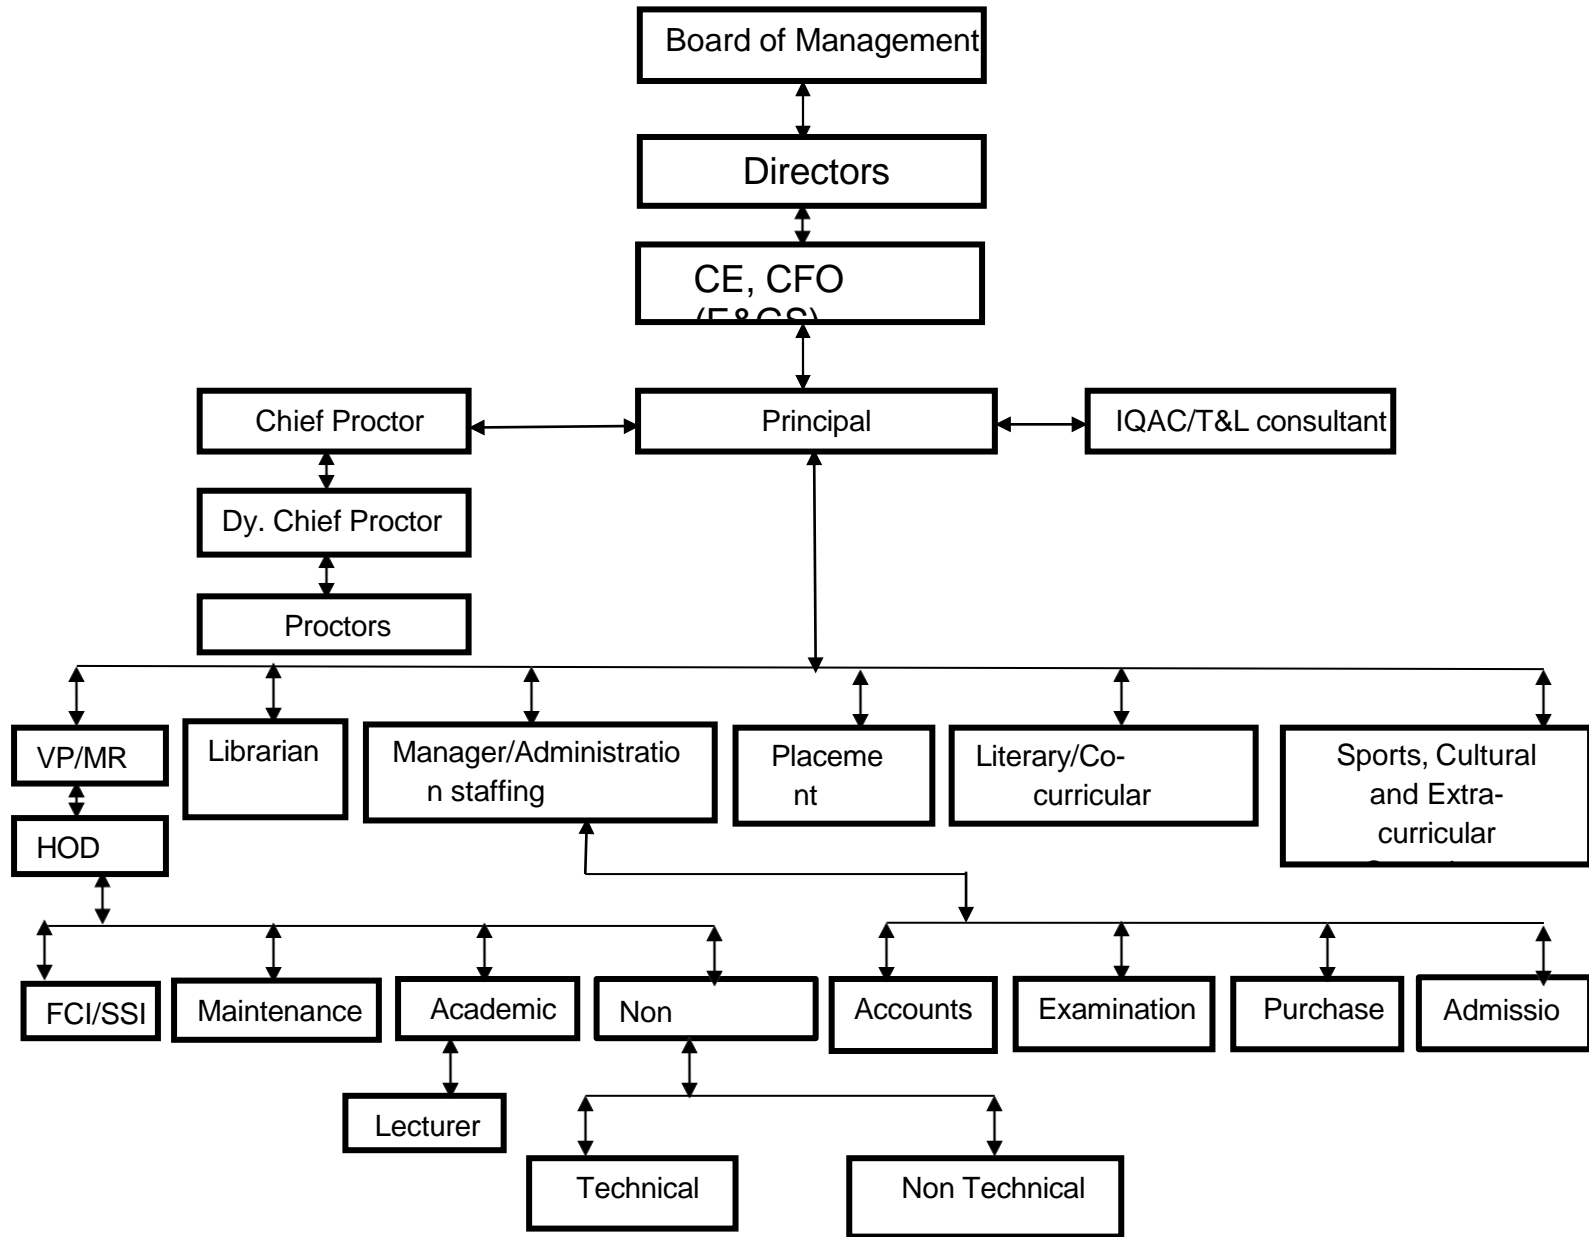 Board of Management
Directors
CE, CFO
Chief Proctor
Principal
IQAC/T&L consultant
Dy. Chief Proctor
Proctors
VP/MR
Librarian
Manager/Administratio
n staffing
Placeme
nt
Literary/Co-
curricular
Sports, Cultural
and Extra-
curricular
HOD
FCI/SSI
Maintenance
Academic
Non
Accounts
Examination
Purchase
Admissio
Lecturer
Technical
Non Technical